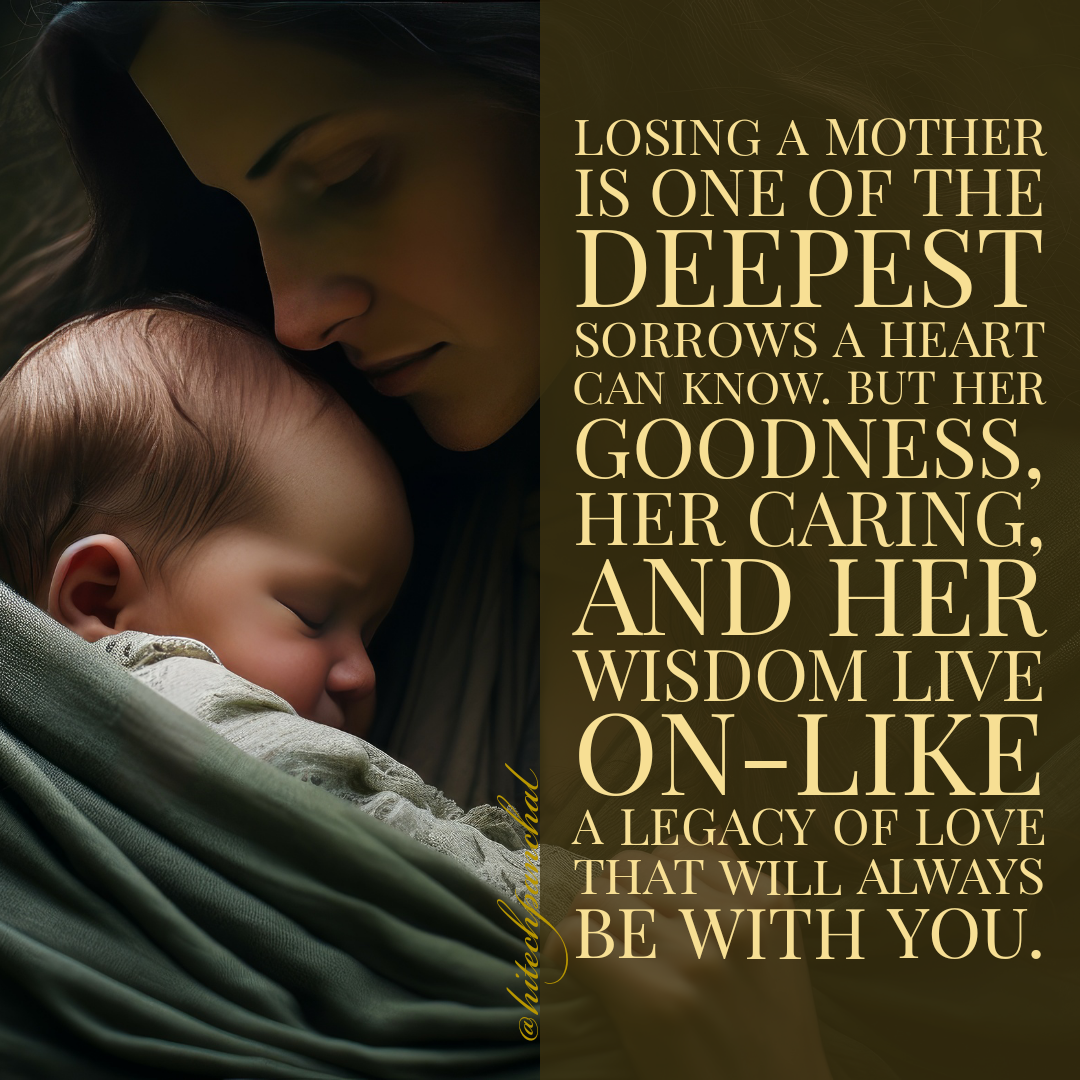 LOSING A MOTHER
IS ONE OF THE
DEEPEST
SORROWS A HEART
CAN KNOW. BUT HER
GOODNESS,
HER CARING,
AND HER
WISDOM LIVE
ON–LIKE
A LEGACY OF LOVE
THAT WILL ALWAYS
BE WITH YOU.
@hitechpanchal